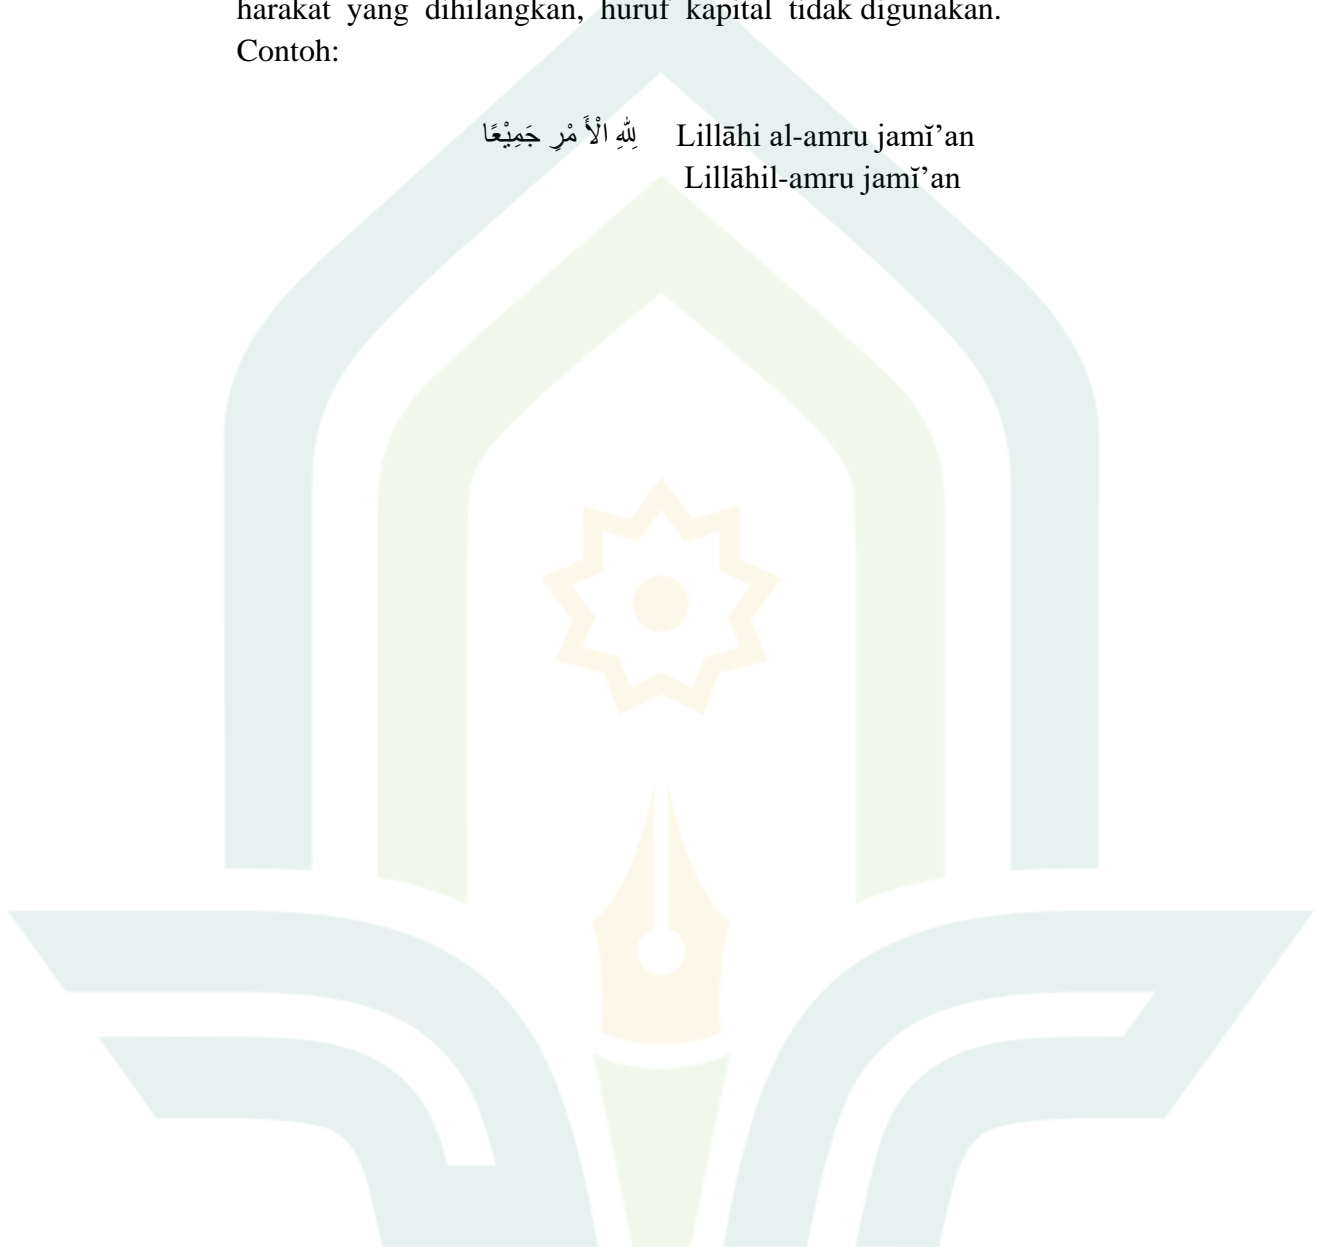 harakat yang dihilangkan, huruf kapital tidak digunakan.
Contoh:
لِلّٰهِ الْأَ مْرِ جَمِيْعًا Lillāhi al-amru jamĭ’an
Lillāhil-amru jamĭ’an